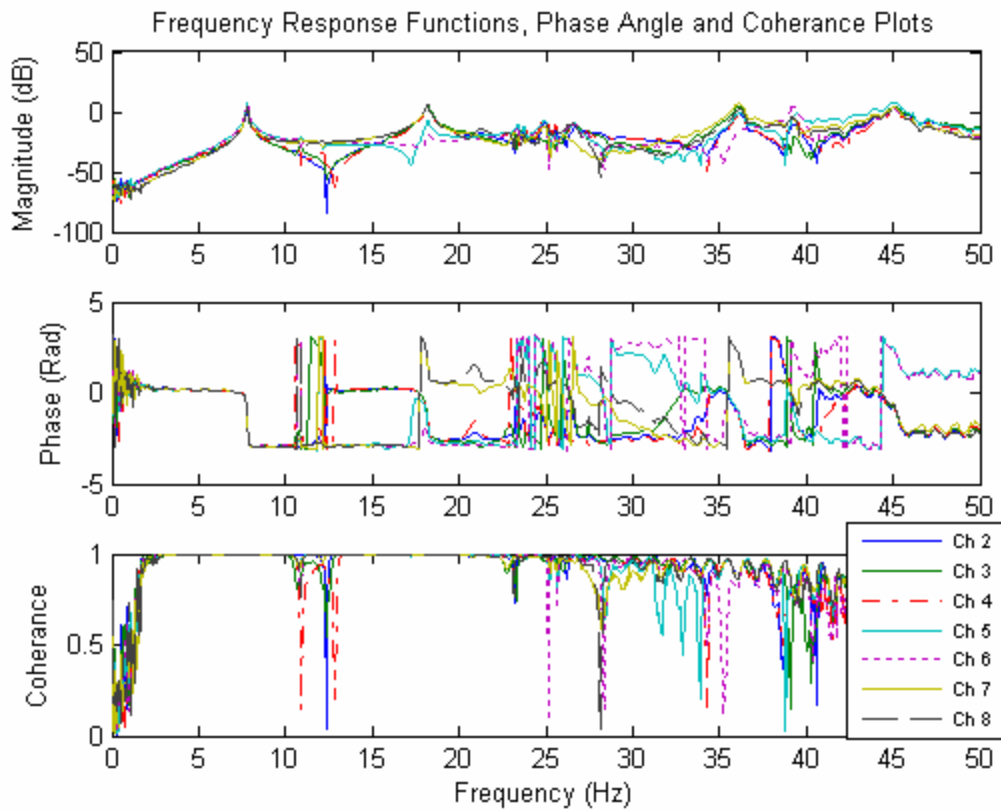 Frequency Response Functions, Phase Angle and Coherance Plots
Magnitude (dB)
50
0
-50
-100
0 5 10 15 20 25 30 35 40 45 50
Phase (Rad)
5
0
-5
0 5 10 15 20 25 30 35 40 45 50
Coherance
1
0.5
0
0 5 10 15 20 25 30 35 40 45 50
Frequency (Hz)
Ch 2
Ch 3
Ch 4
Ch 5
Ch 6
Ch 7
Ch 8